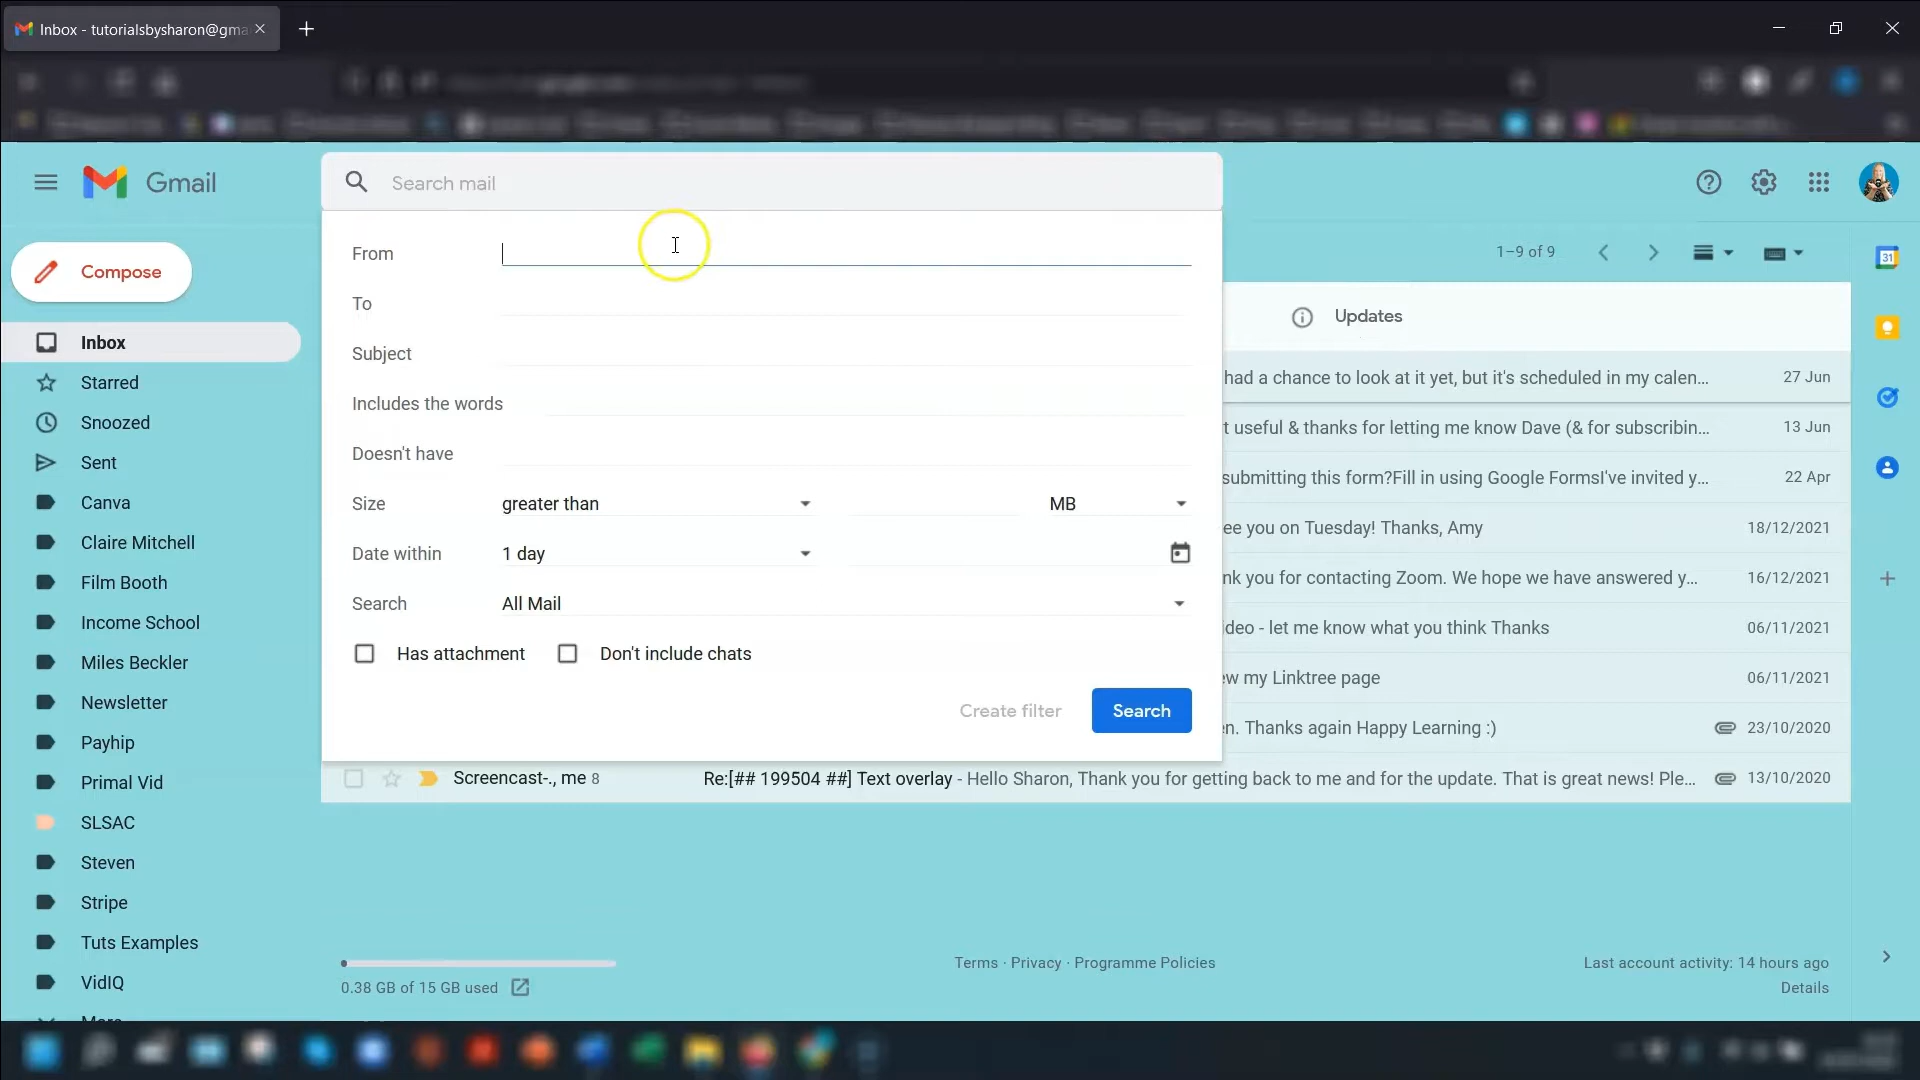 Inbox - tutorialsbysharon@gma
Gmail
Search mail
Compose
From
1–9 of 9
31
To
Updates
Inbox
Subject
had a chance to look at it yet, but it's scheduled in my calen... 27 Jun
Starred
Includes the words
t useful & thanks for letting me know Dave (& for subscribin... 13 Jun
Snoozed
Doesn't have
Sent
submitting this form?Fill in using Google FormsI've invited y... 22 Apr
Canva
Size greater than MB
ee you on Tuesday! Thanks, Amy 18/12/2021
Claire Mitchell
Date within 1 day
nk you for contacting Zoom. We hope we have answered y... 16/12/2021
Film Booth
Search All Mail
Income School
ideo - let me know what you think Thanks 06/11/2021
Has attachment Don't include chats
Miles Beckler
ew my Linktree page 06/11/2021
Newsletter
Create filter Search
en. Thanks again Happy Learning :) 23/10/2020
Payhip
Primal Vid
Screencast-., me 8 Re:[## 199504 ##] Text overlay - Hello Sharon, Thank you for getting back to me and for the update. That is great news! Ple... 13/10/2020
SLSAC
Steven
Stripe
Tuts Examples
VidIQ
0.38 GB of 15 GB used
Terms · Privacy · Programme Policies
Last account activity: 14 hours ago
Details